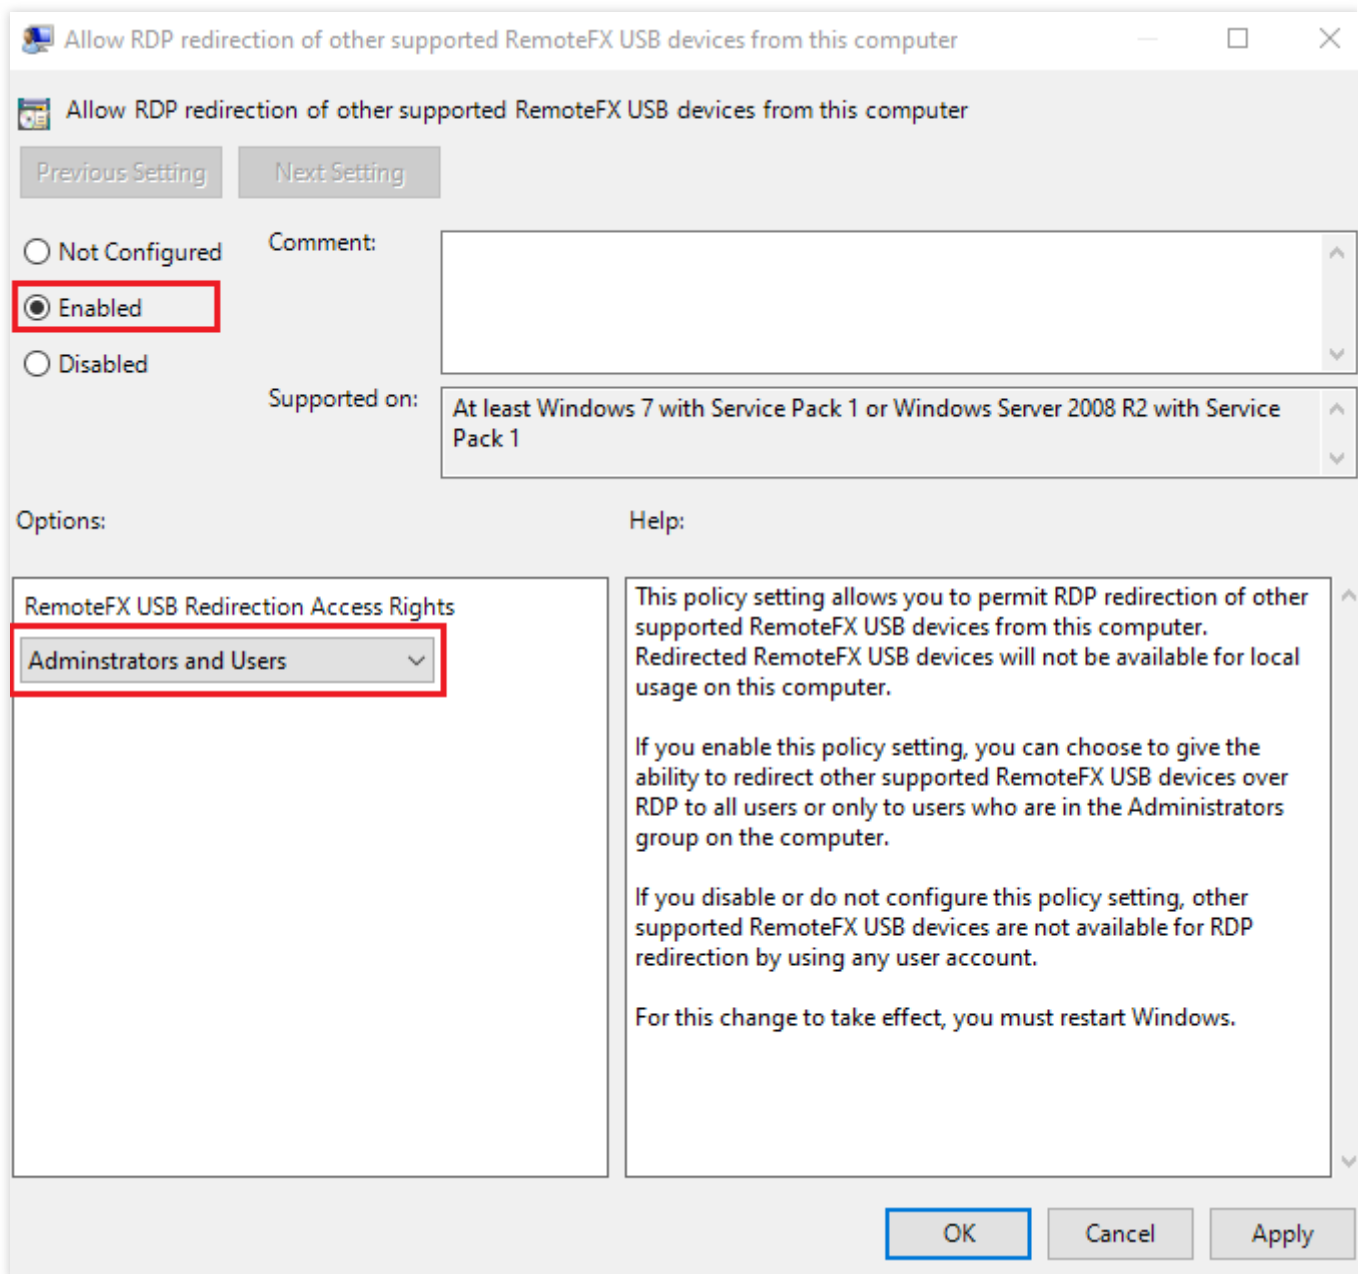 Allow RDP redirection of other supported RemoteFX USB devices from this computer
Allow RDP redirection of other supported RemoteFX USB devices from this computer
Previous Setting
Next Setting
Not Configured
Enabled
Disabled
Comment:
Supported on:
At least Windows 7 with Service Pack 1 or Windows Server 2008 R2 with Service
Pack 1
Options:
Help:
RemoteFX USB Redirection Access Rights
Adminstrators and Users
This policy setting allows you to permit RDP redirection of other
supported RemoteFX USB devices from this computer.
Redirected RemoteFX USB devices will not be available for local
usage on this computer.
If you enable this policy setting, you can choose to give the
ability to redirect other supported RemoteFX USB devices over
RDP to all users or only to users who are in the Administrators
group on the computer.
If you disable or do not configure this policy setting, other
supported RemoteFX USB devices are not available for RDP
redirection by using any user account.
For this change to take effect, you must restart Windows.
OK
Cancel
Apply